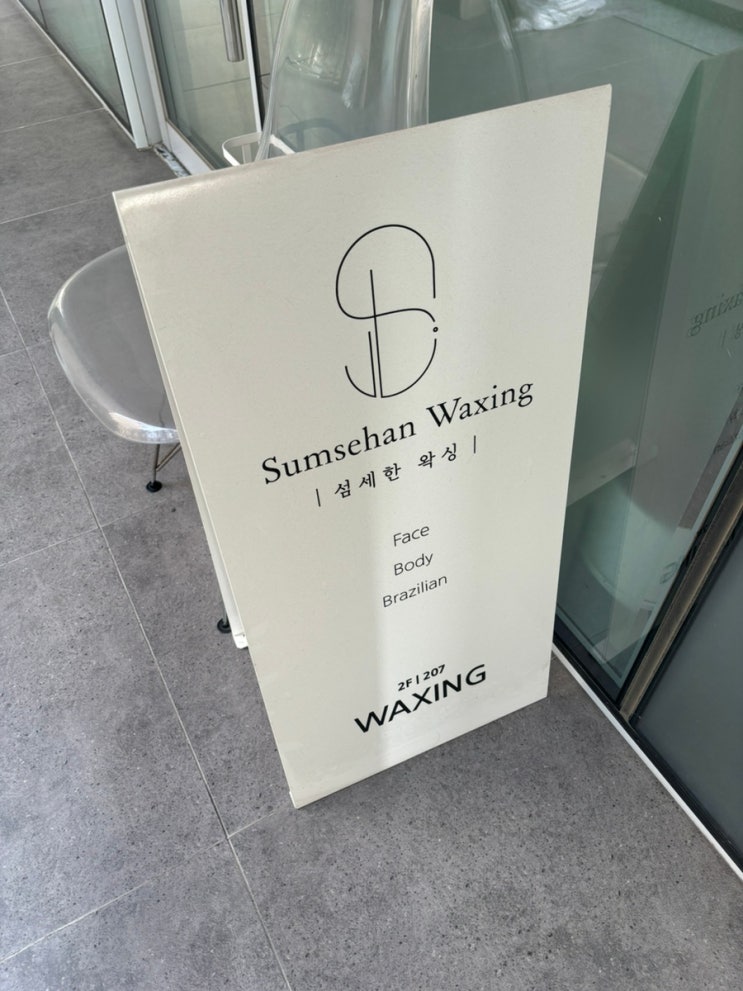 Sumsehan Waxing
| 섬세한 왁싱 |
Face
Body
Brazilian
2F | 207
WAXING